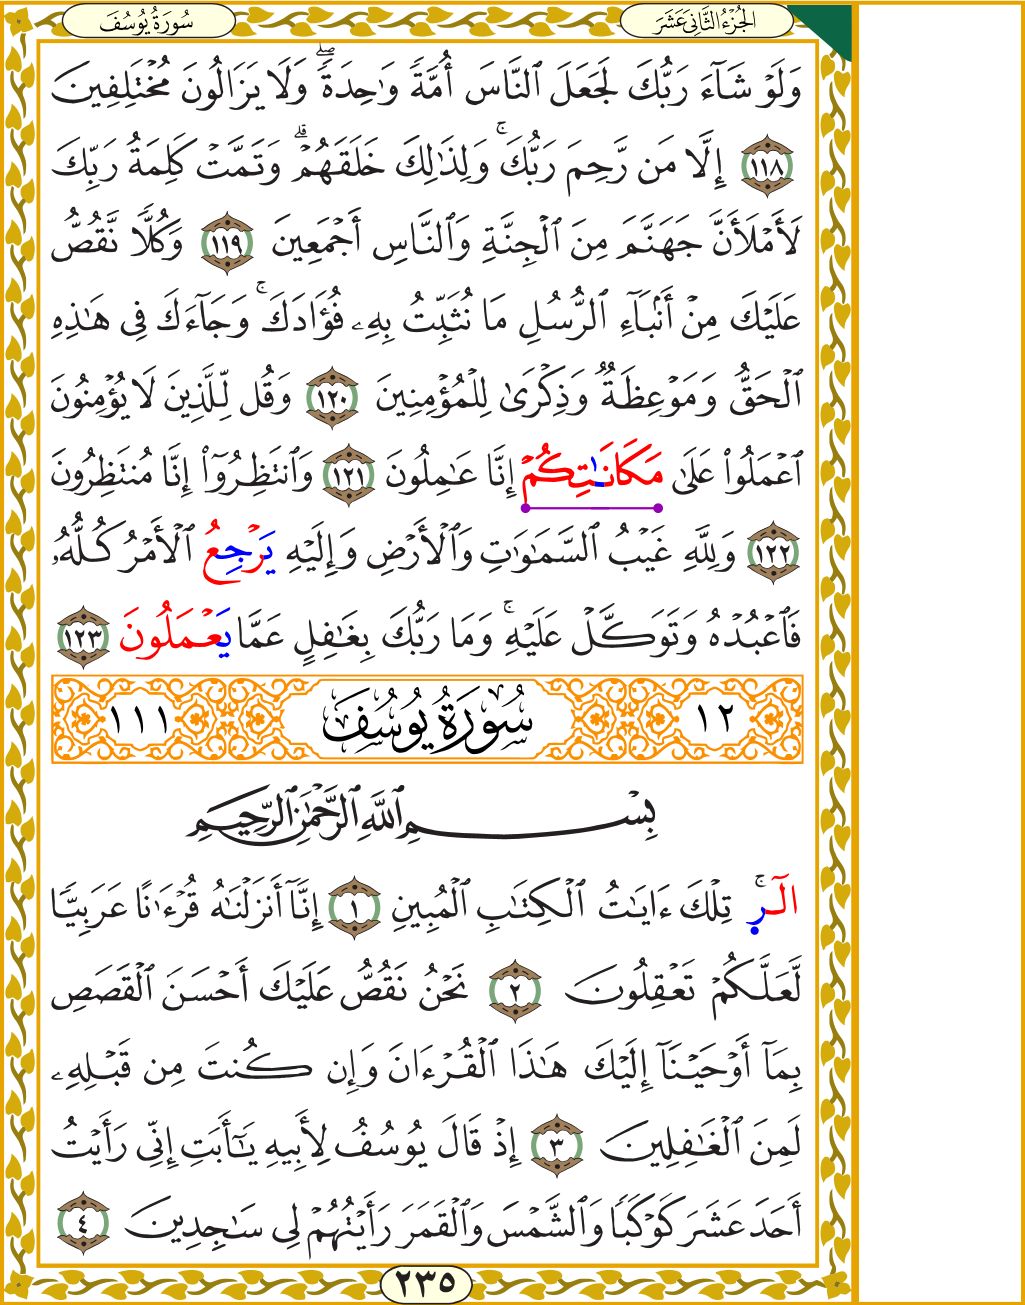 الجُزْءُ الثَّانِي عَشَرَ
سُورَةُ يُوسُفَ
وَلَوْ شَآءَ رَبُّكَ لَجَعَلَ ٱلنَّاسَ أُمَّةً وَٰحِدَةًۖ وَلَا يَزَالُونَ مُخْتَلِفِينَ
١١٨ إِلَّا مَن رَّحِمَ رَبُّكَۚ وَلِذَٰلِكَ خَلَقَهُمْۗ وَتَمَّتْ كَلِمَةُ رَبِّكَ
لَأَمْلَأَنَّ جَهَنَّمَ مِنَ ٱلْجِنَّةِ وَٱلنَّاسِ أَجْمَعِينَ ١١٩ وَكُلًّا نَّقُصُّ
عَلَيْكَ مِنْ أَنۢبَآءِ ٱلرُّسُلِ مَا نُثَبِّتُ بِهِۦ فُؤَادَكَۚ وَجَآءَكَ فِى هَٰذِهِ
ٱلْحَقُّ وَمَوْعِظَةٌ وَذِكْرَىٰ لِلْمُؤْمِنِينَ ١٢٠ وَقُل لِّلَّذِينَ لَا يُؤْمِنُونَ
ٱعْمَلُوا۟ عَلَىٰ مَكَانَٰتِكُمْ إِنَّا عَٰمِلُونَ ١٢١ وَٱنتَظِرُوٓا۟ إِنَّا مُنتَظِرُونَ
١٢٢ وَلِلَّهِ غَيْبُ ٱلسَّمَٰوَٰتِ وَٱلْأَرْضِ وَإِلَيْهِ يَرْجِعُ ٱلْأَمْرُ كُلُّهُۥ
فَٱعْبُدْهُ وَتَوَكَّلْ عَلَيْهِۚ وَمَا رَبُّكَ بِغَٰفِلٍ عَمَّا يَعْمَلُونَ ١٢٣
١٢ سُورَةُ يُوسُفَ ١١١
بِسْمِ ٱللَّهِ ٱلرَّحْمَٰنِ ٱلرَّحِيمِ
الٓرۚ تِلْكَ ءَايَٰتُ ٱلْكِتَٰبِ ٱلْمُبِينِ ١ إِنَّآ أَنزَلْنَٰهُ قُرْءَٰنًا عَرَبِيًّا
لَّعَلَّكُمْ تَعْقِلُونَ ٢ نَحْنُ نَقُصُّ عَلَيْكَ أَحْسَنَ ٱلْقَصَصِ
بِمَآ أَوْحَيْنَآ إِلَيْكَ هَٰذَا ٱلْقُرْءَانَ وَإِن كُنتَ مِن قَبْلِهِۦ
لَمِنَ ٱلْغَٰفِلِينَ ٣ إِذْ قَالَ يُوسُفُ لِأَبِيهِ يَٰٓأَبَتِ إِنِّى رَأَيْتُ
أَحَدَ عَشَرَ كَوْكَبًا وَٱلشَّمْسَ وَٱلْقَمَرَ رَأَيْتُهُمْ لِى سَٰجِدِينَ ٤
٢٣٥